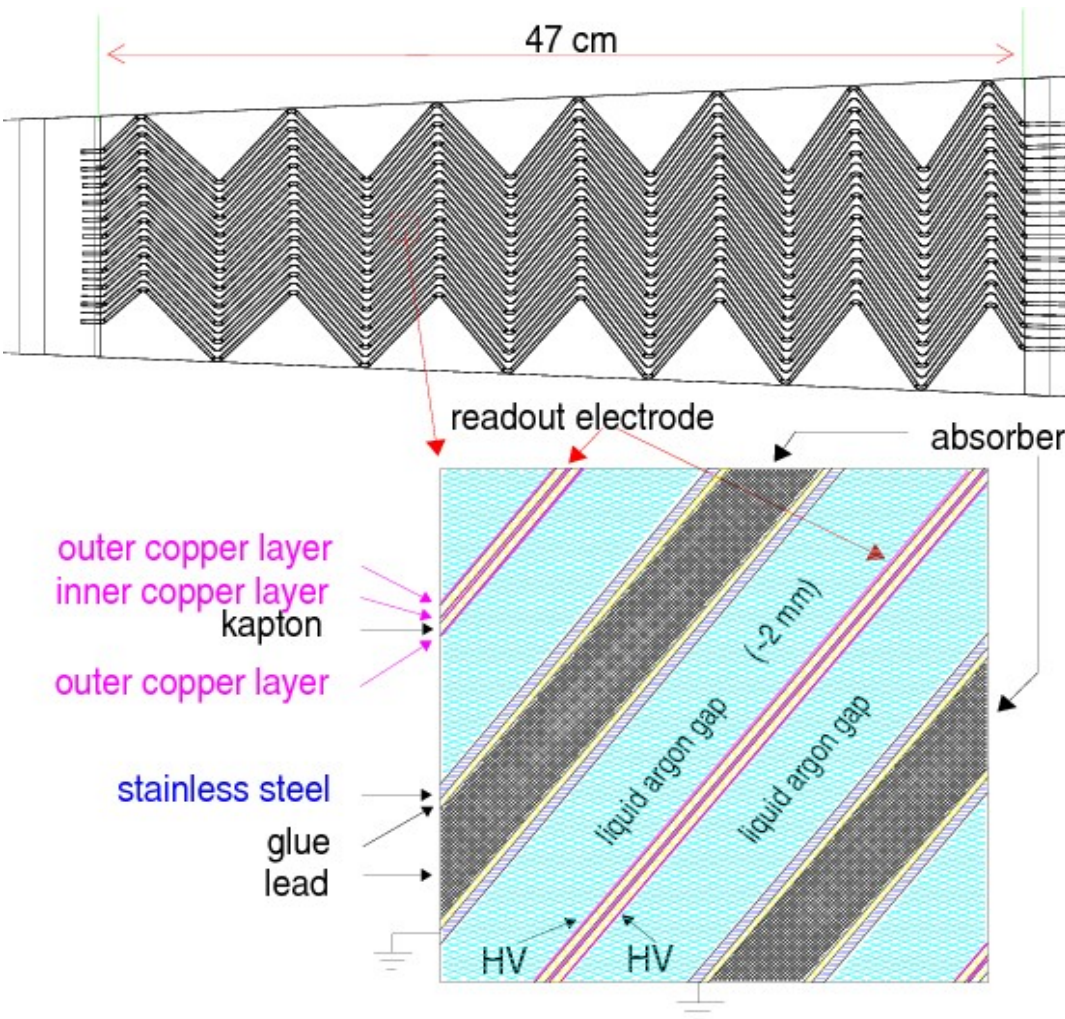 47 cm
readout electrode
absorber
outer copper layer
inner copper layer
kapton
outer copper layer
(~2 mm)
liquid argon gap
liquid argon gap
stainless steel
glue
lead
HV
HV